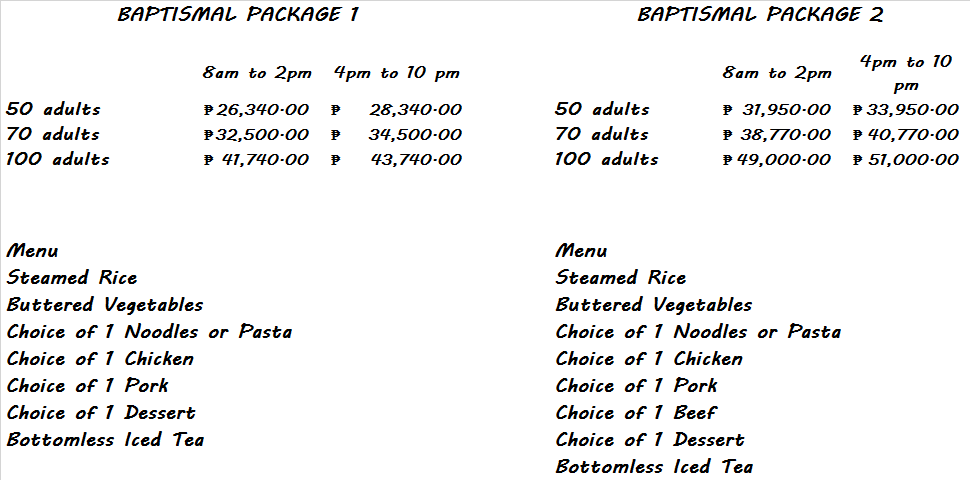 BAPTISMAL PACKAGE 1
8am to 2pm 4pm to 10 pm
50 adults ₱ 26,340.00 ₱ 28,340.00
70 adults ₱ 32,500.00 ₱ 34,500.00
100 adults ₱ 41,740.00 ₱ 43,740.00
Menu
Steamed Rice
Buttered Vegetables
Choice of 1 Noodles or Pasta
Choice of 1 Chicken
Choice of 1 Pork
Choice of 1 Dessert
Bottomless Iced Tea
BAPTISMAL PACKAGE 2
8am to 2pm 4pm to 10
pm
50 adults ₱ 31,950.00 ₱ 33,950.00
70 adults ₱ 38,770.00 ₱ 40,770.00
100 adults ₱ 49,000.00 ₱ 51,000.00
Menu
Steamed Rice
Buttered Vegetables
Choice of 1 Noodles or Pasta
Choice of 1 Chicken
Choice of 1 Pork
Choice of 1 Beef
Choice of 1 Dessert
Bottomless Iced Tea